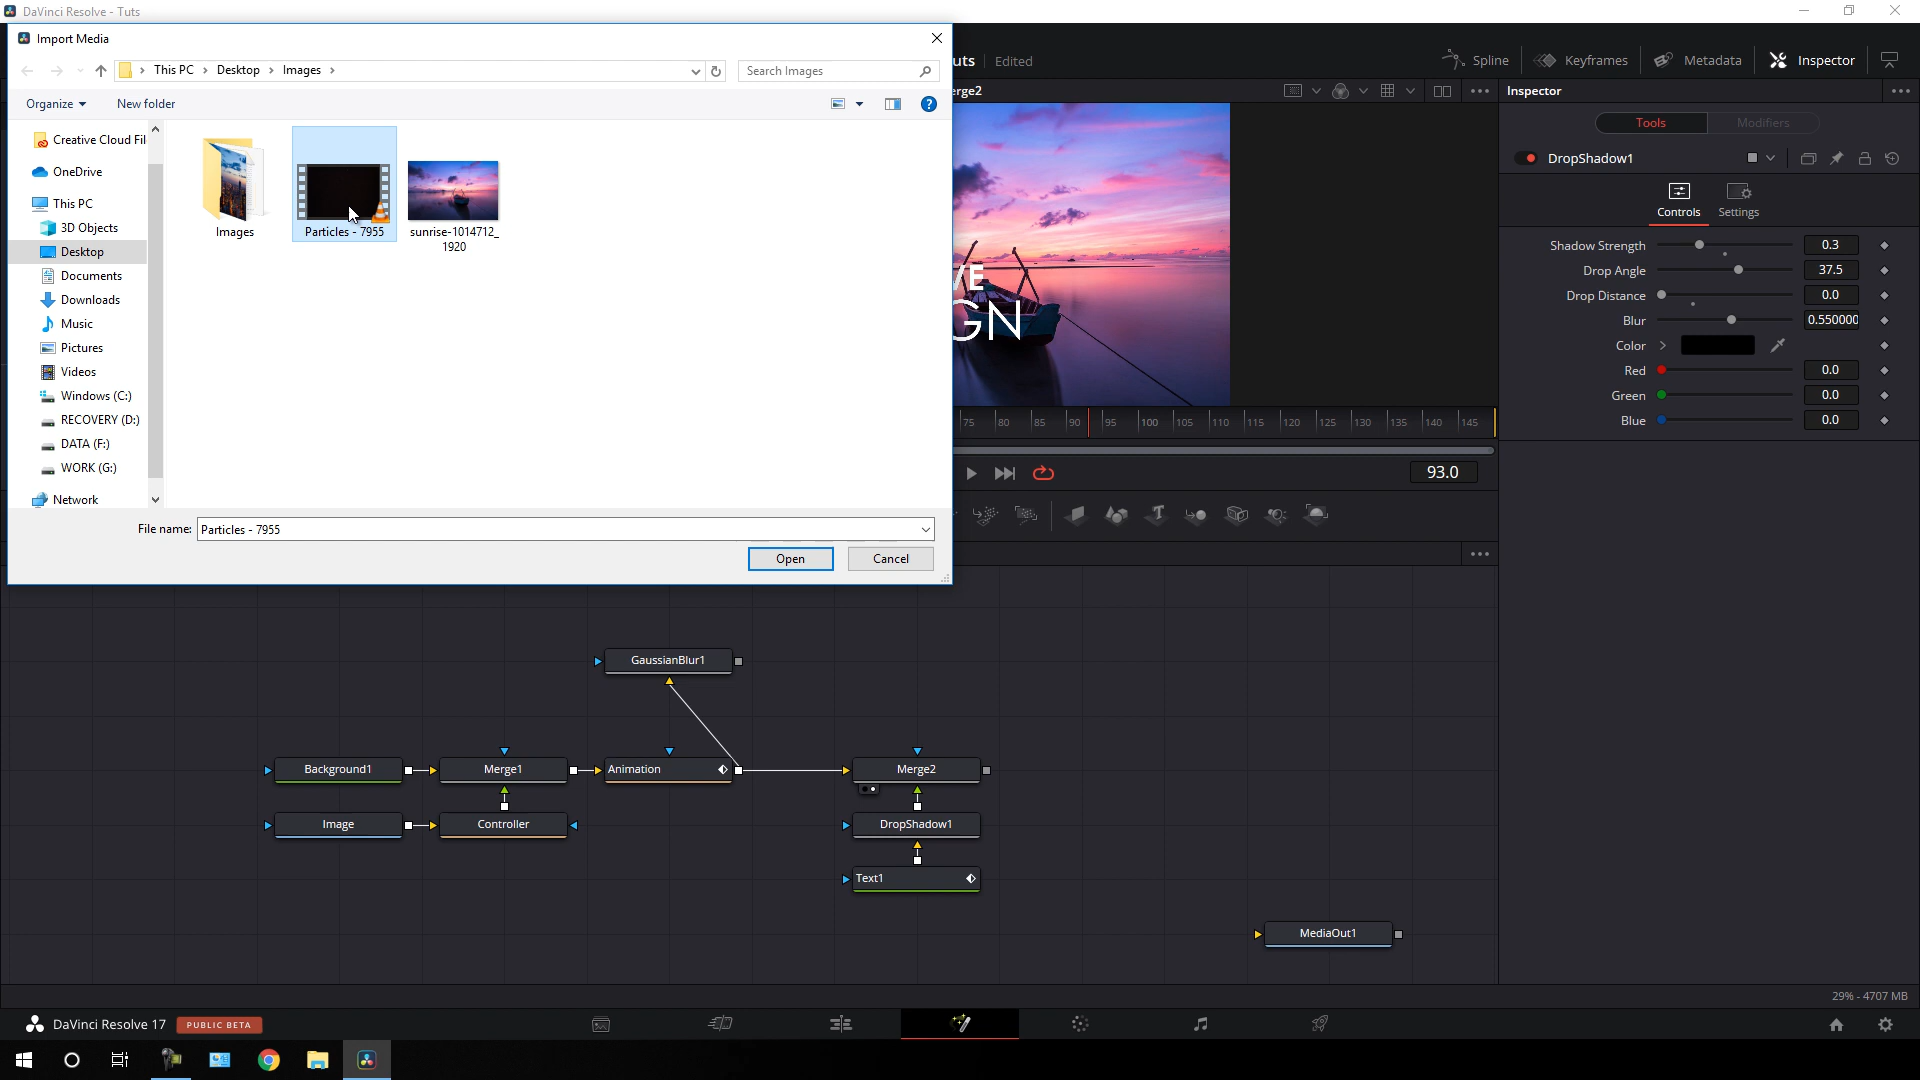 DaVinci Resolve - Tuts
Import Media
This PC
Desktop
Images
Search Images
Organize
New folder
Creative Cloud Fil
OneDrive
This PC
3D Objects
Desktop
Documents
Downloads
Music
Pictures
Videos
Windows (C:)
RECOVERY (D:)
DATA (F:)
WORK (G:)
Network
Images
Particles - 7955
sunrise-1014712_
1920
File name:
Particles - 7955
Open
Cancel
uts
Edited
Spline
Keyframes
Metadata
Inspector
erge2
VE
GN
75 80 85 90 95 100 105 110 115 120 125 130 135 140 145
93.0
Inspector
Tools
Modifiers
DropShadow1
Controls
Settings
Shadow Strength 0.3
Drop Angle 37.5
Drop Distance 0.0
Blur 0.550000
Color
Red 0.0
Green 0.0
Blue 0.0
GaussianBlur1
Background1
Merge1
Animation
Merge2
Image
Controller
DropShadow1
Text1
MediaOut1
29% - 4707 MB
DaVinci Resolve 17
PUBLIC BETA